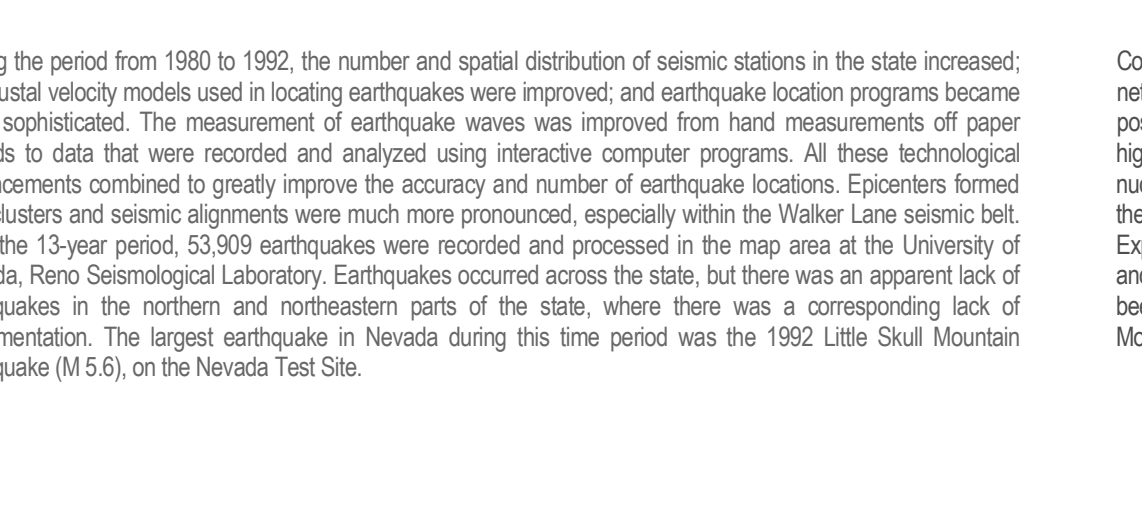 g the period from 1980 to 1992, the number and spatial distribution of seismic stations in the state increased;
ustal velocity models used in locating earthquakes were improved; and earthquake location programs became
sophisticated. The measurement of earthquake waves was improved from hand measurements off paper
ds to data that were recorded and analyzed using interactive computer programs. All these technological
ncements combined to greatly improve the accuracy and number of earthquake locations. Epicenters formed
clusters and seismic alignments were much more pronounced, especially within the Walker Lane seismic belt.
the 13-year period, 53,909 earthquakes were recorded and processed in the map area at the University of
da, Reno Seismological Laboratory. Earthquakes occurred across the state, but there was an apparent lack of
quakes in the northern and northeastern parts of the state, where there was a corresponding lack of
mentation. The largest earthquake in Nevada during this time period was the 1992 Little Skull Mountain
quake (M 5.6), on the Nevada Test Site.
Co
net
pos
hig
nuc
the
Exp
and
bec
Mo